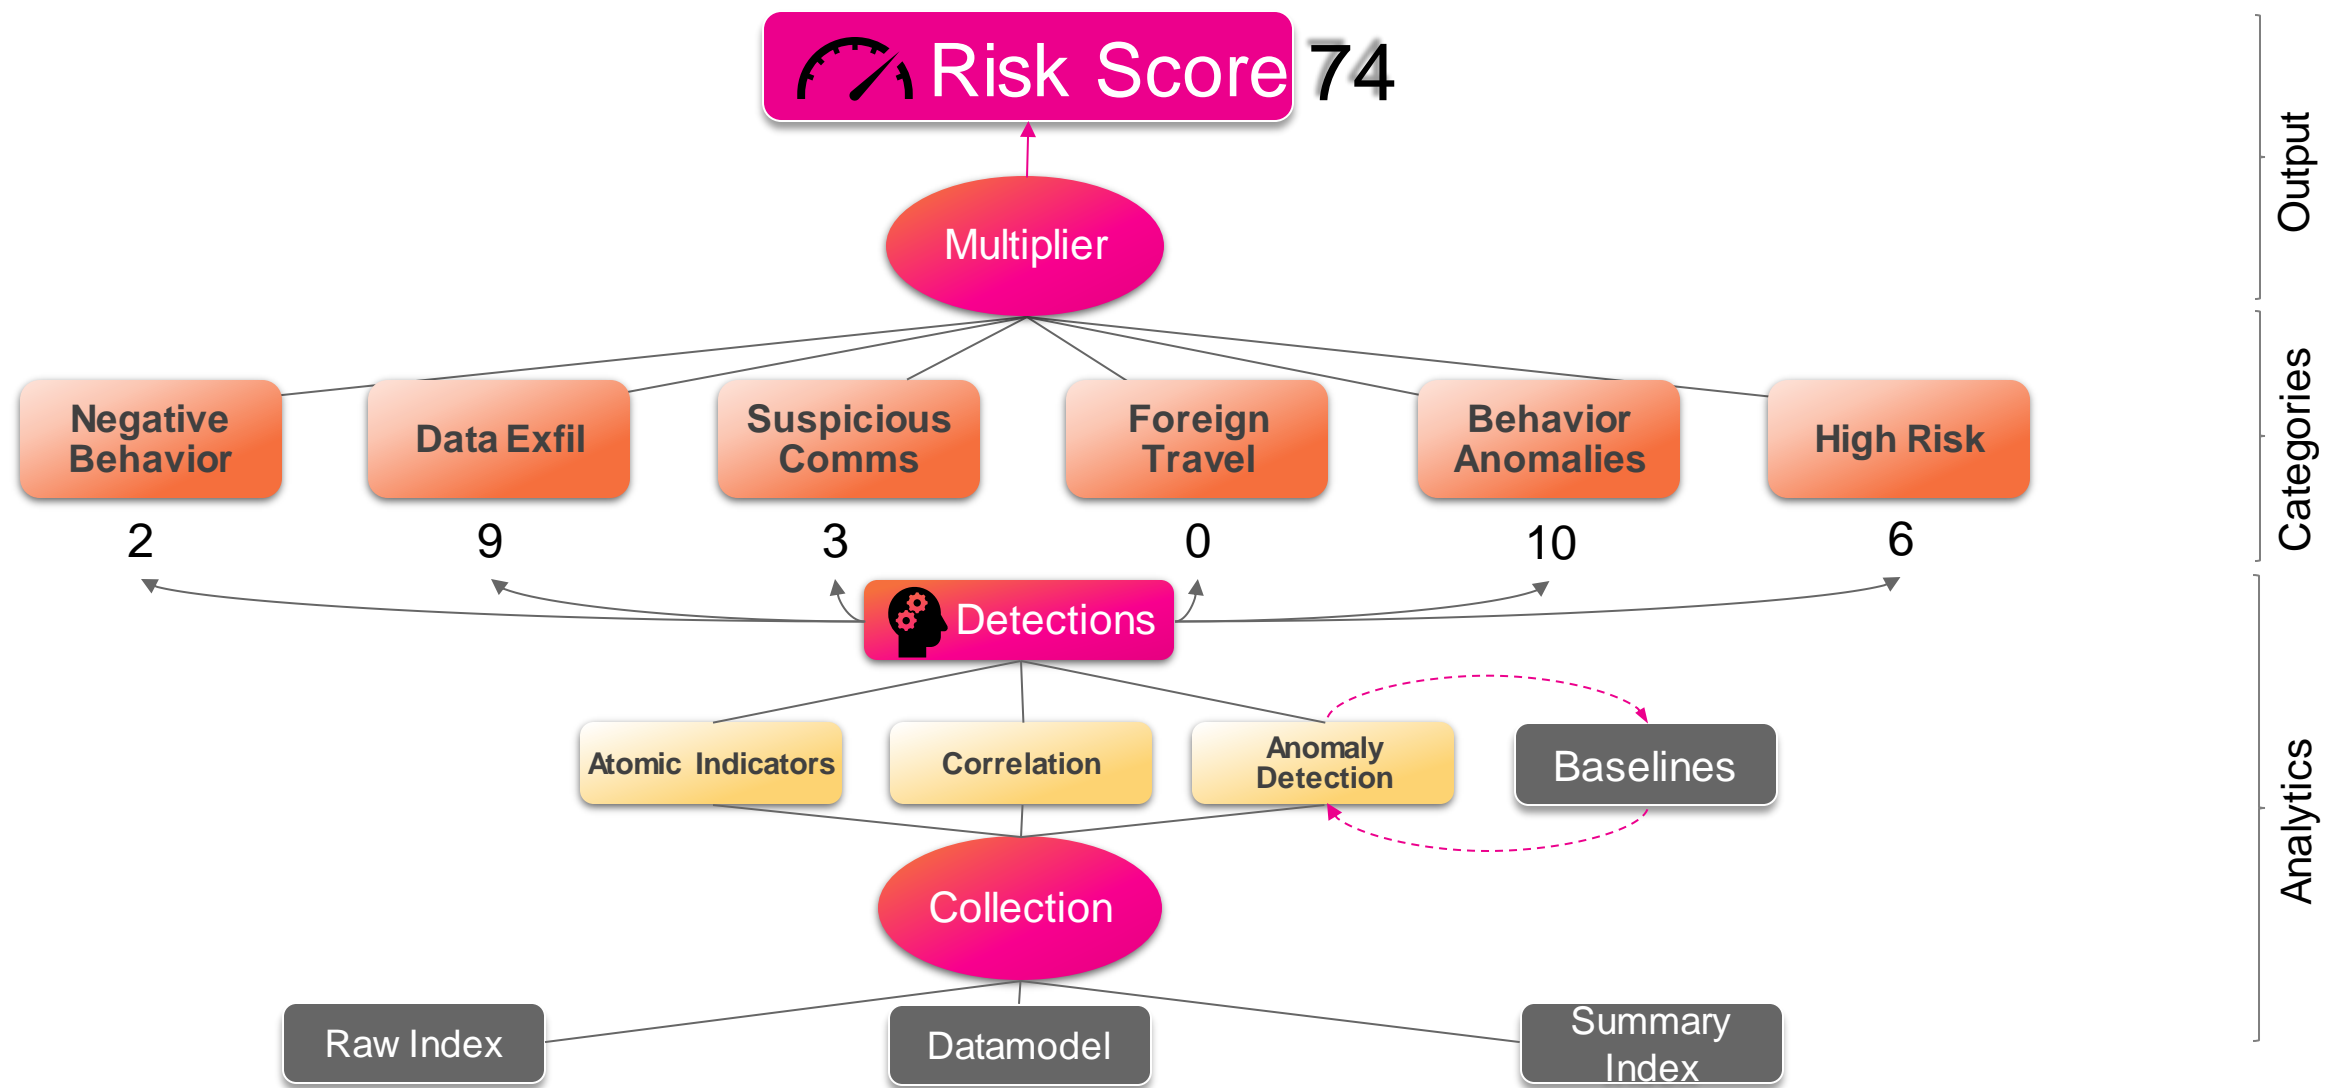 Risk Score 74
Output
Multiplier
Categories
Negative
Behavior
Data Exfil
Suspicious
Comms
Foreign
Travel
Behavior
Anomalies
High Risk
2
9
3
0
10
6
Analytics
Detections
Atomic Indicators
Correlation
Anomaly
Detection
Baselines
Collection
Raw Index
Datamodel
Summary
Index